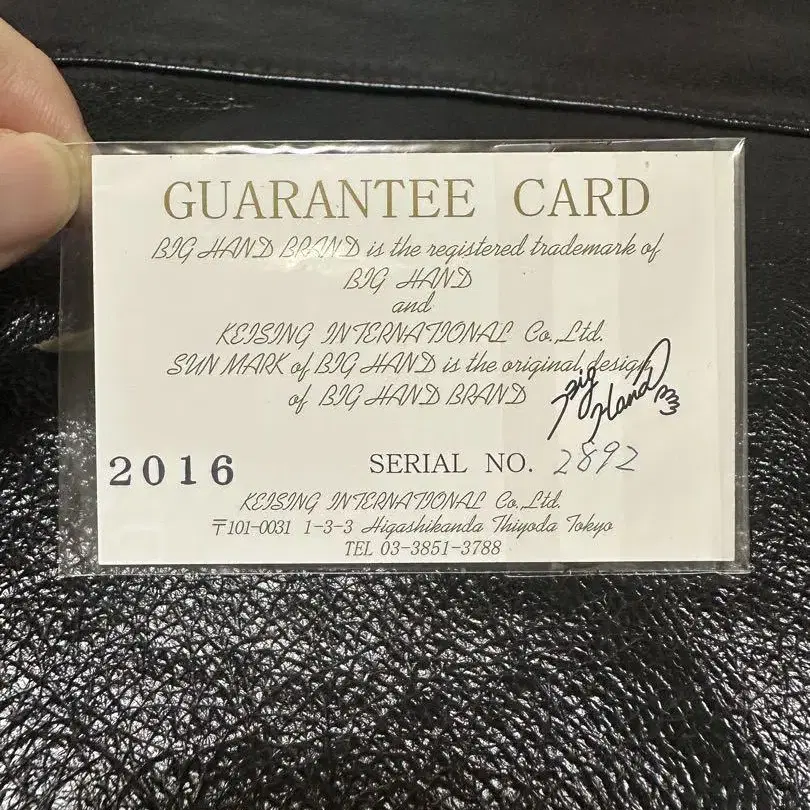 GUARANTEE CARD
BIG HAND BRAND is the registered trademark of
BIG HAND
and
KEISING INTERNATIONAL Co.,Ltd.
SUN MARK of BIG HAND is the original design
of BIG HAND BRAND
Big
Hand
2016 SERIAL NO. 2892
KEISING INTERNATIONAL Co,Ltd.
〒101-0031 1-3-3 Higashikanda Thiyoda Tokyo
TEL 03-3851-3788